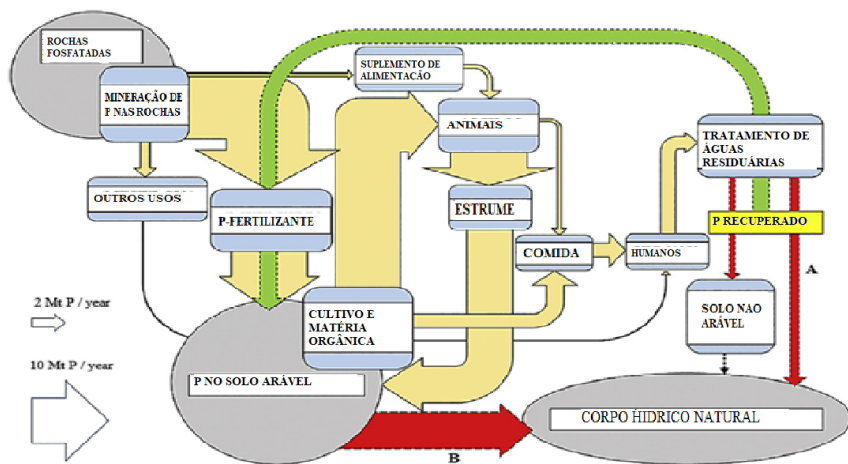 ROCHAS
FOSFATADAS
MINERAÇÃO DE
P NAS ROCHAS
SUPLEMENTO DE
ALIMENTAÇÃO
ANIMAIS
TRATAMENTO DE
ÁGUAS
RESIDUÁRIAS
OUTROS USOS
P-FERTILIZANTE
ESTRUME
P RECUPERADO
COMIDA
HUMANOS
A
2 Mt P / year
CULTIVO E
MATÉRIA
ORGÂNICA
SOLO NAO
ARÁVEL
10 Mt P / year
P NO SOLO ARÁVEL
CORPO HIDRICO NATURAL
B